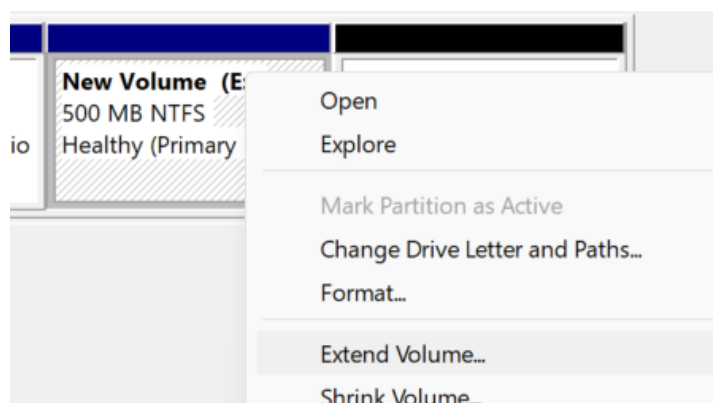 New Volume (E:
500 MB NTFS
io
Healthy (Primary
Open
Explore
Mark Partition as Active
Change Drive Letter and Paths...
Format...
Extend Volume...
Shrink Volume...